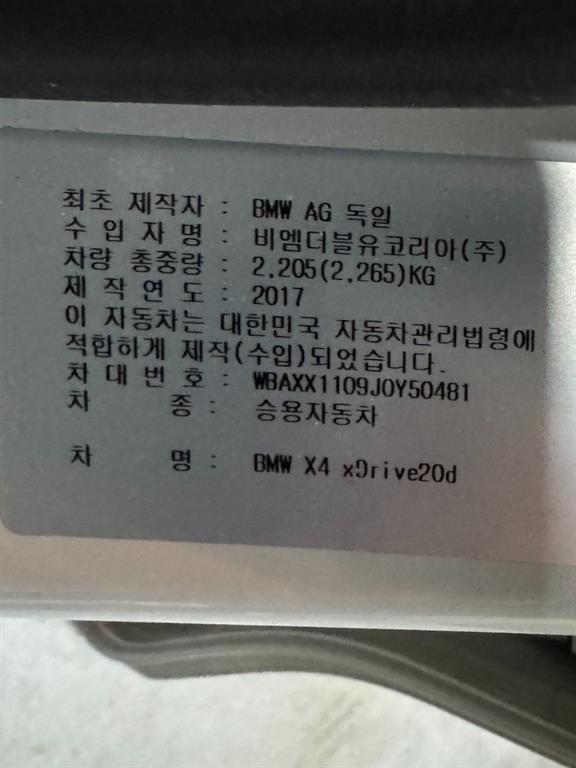 최초 제작자 : BMW AG 독일
수 입 자 명 : 비엠더블유코리아(주)
차량 총중량 : 2,205(2,265)KG
제 작 연 도 : 2017
이 자동차는 대한민국 자동차관리법령에
적합하게 제작(수입)되었습니다.
차 대 번 호 : WBAXX1109J0Y50481
차 종 : 승용자동차
차 명 : BMW X4 xDrive20d